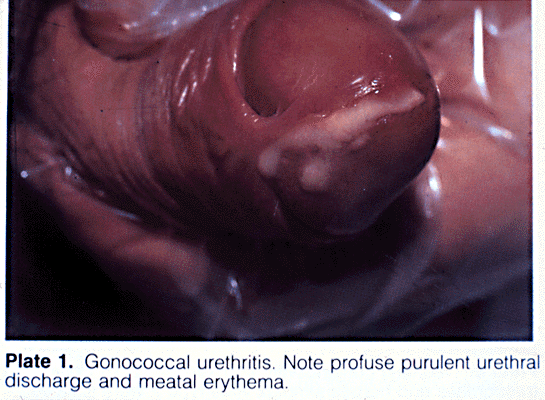 Plate 1. Gonococcal urethritis. Note profuse purulent urethral
discharge and meatal erythema.